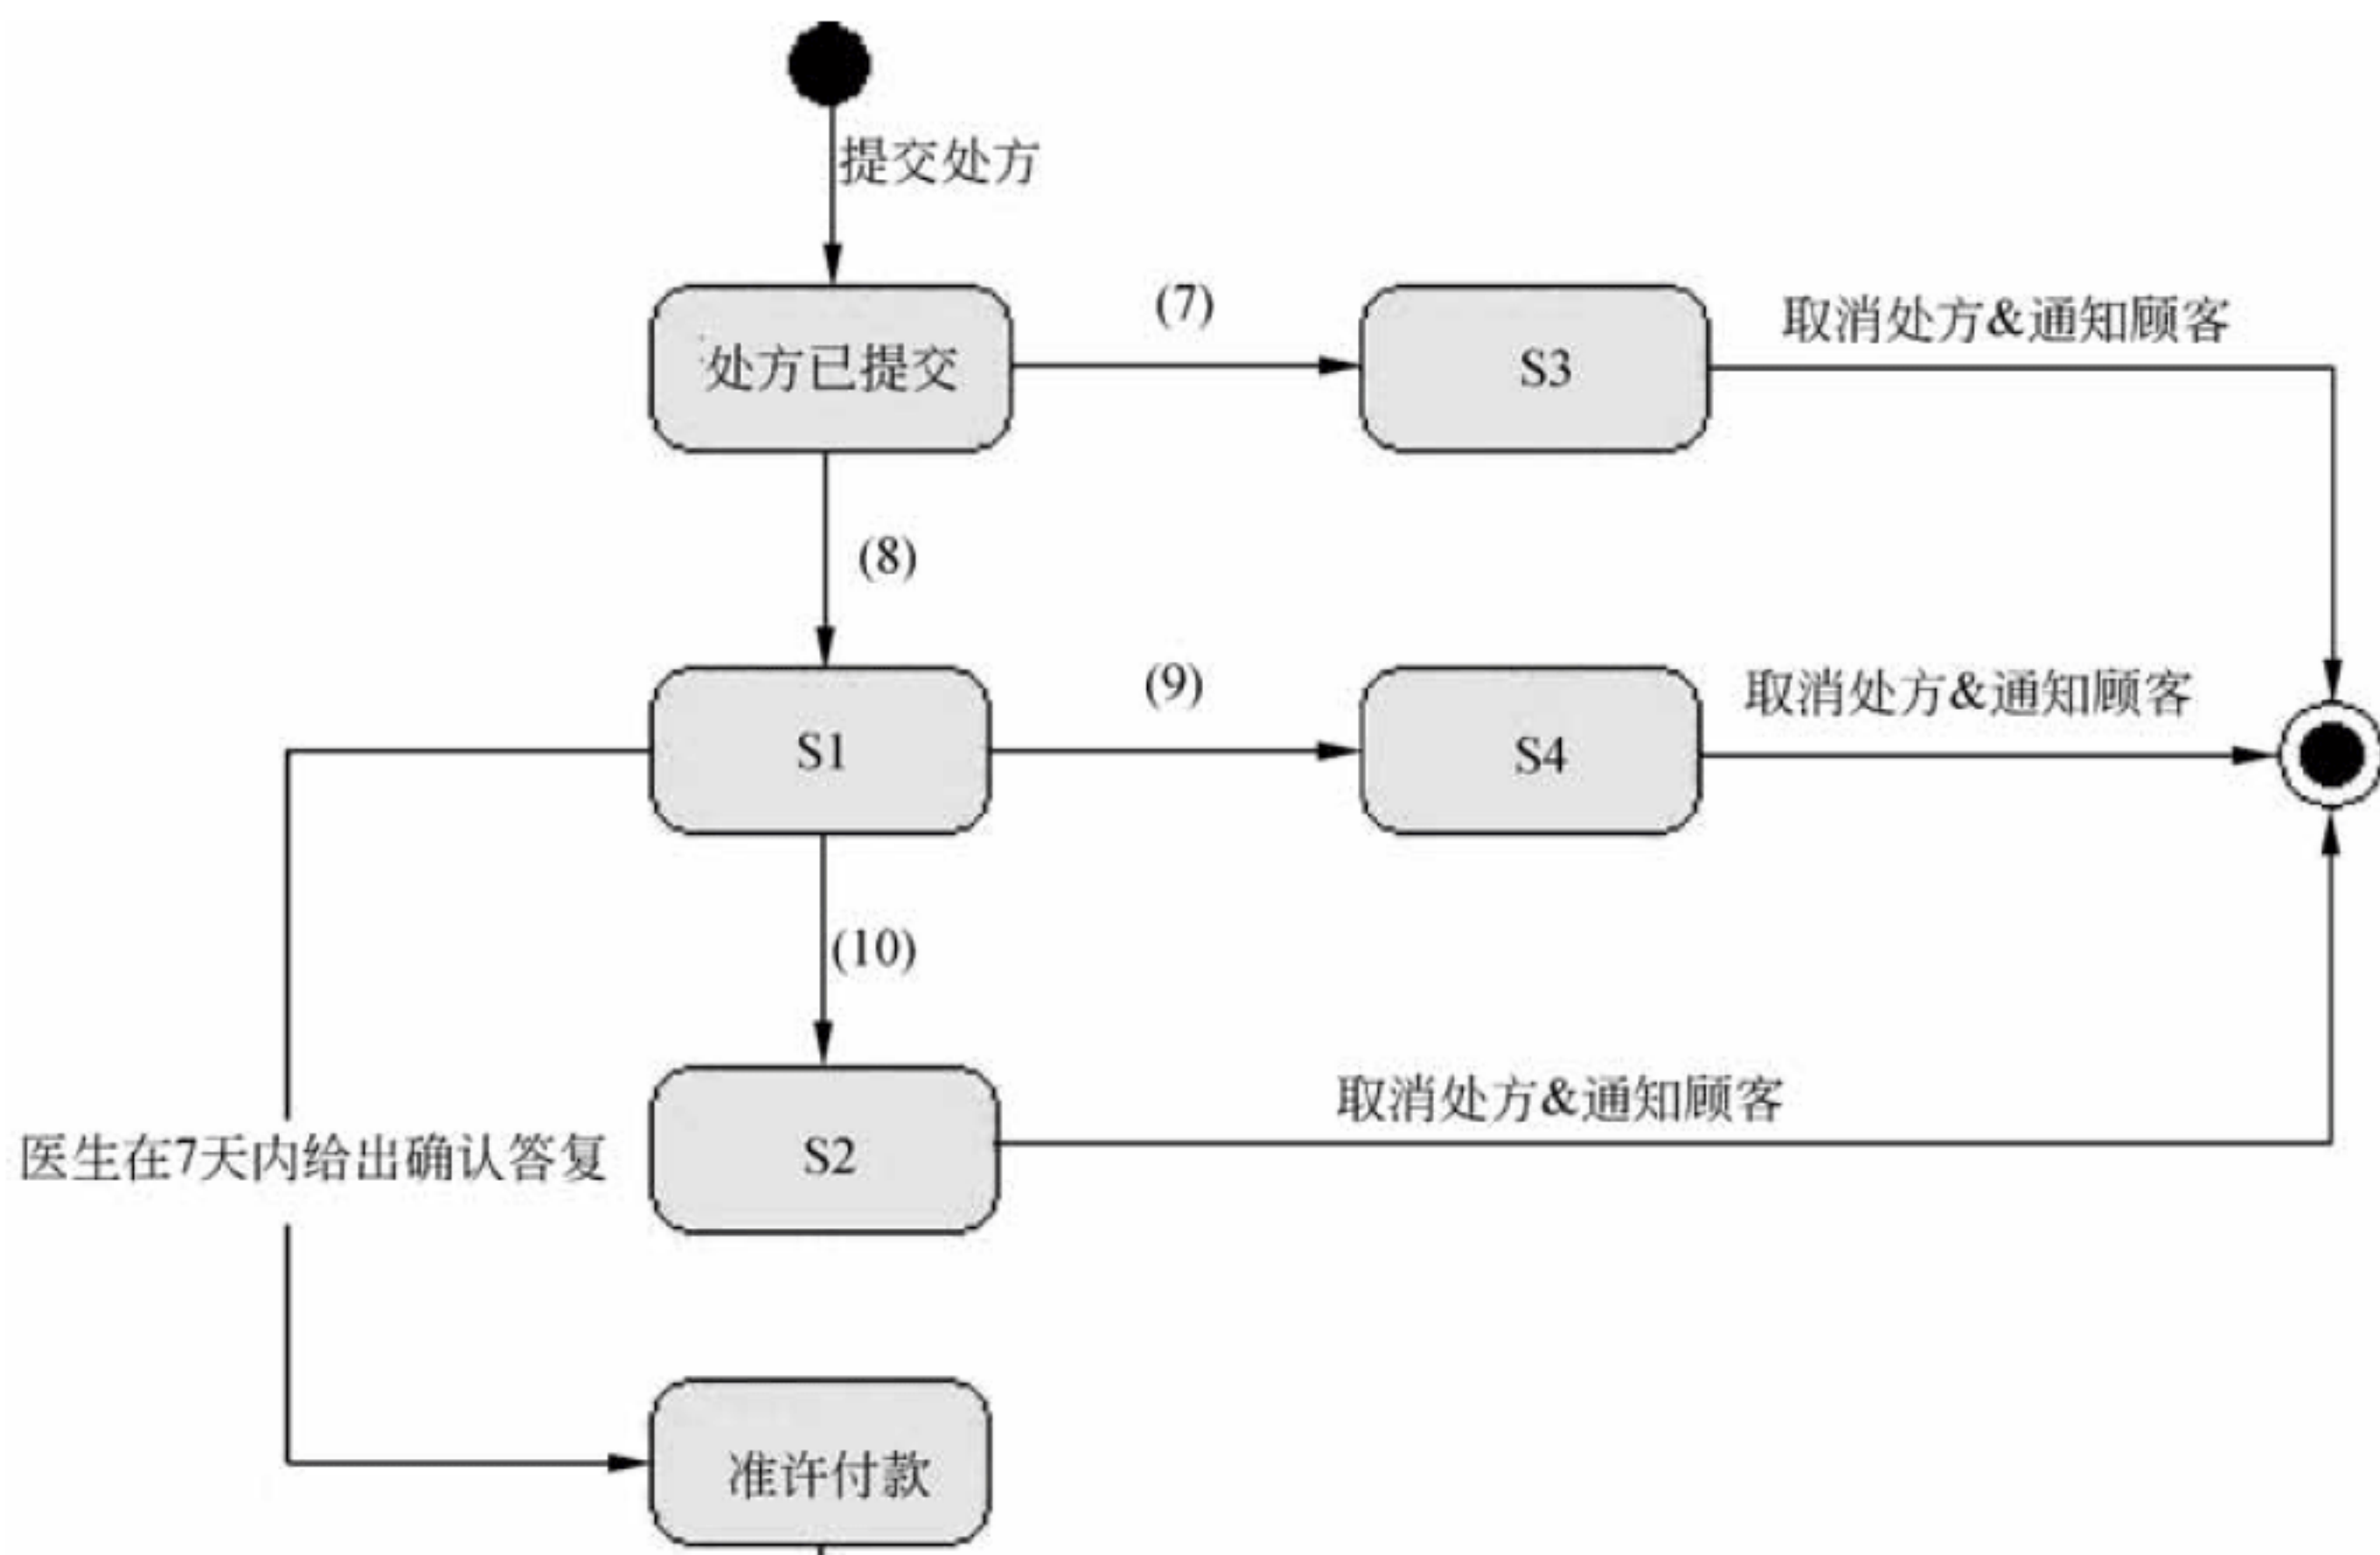 提交处方
(7)
取消处方&通知顾客
处方已提交
S3
(8)
(9)
取消处方&通知顾客
S1
S4
(10)
取消处方&通知顾客
医生在7天内给出确认答复
S2
准许付款